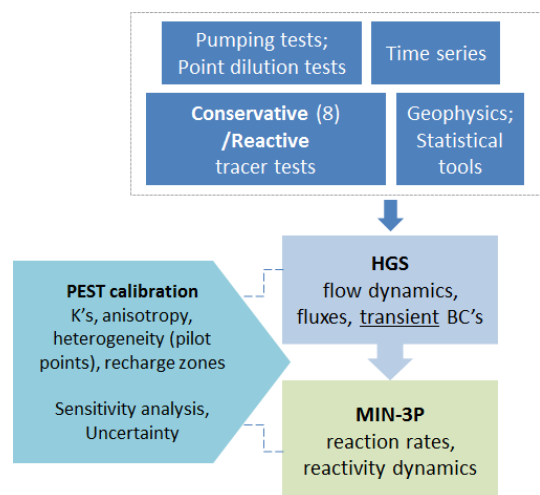 Pumping tests;
Point dilution tests
Time series
Conservative (8)
/Reactive
tracer tests
Geophysics;
Statistical
tools
HGS
flow dynamics,
fluxes, transient BC's
PEST calibration
K's, anisotropy,
heterogeneity (pilot
points), recharge zones
Sensitivity analysis,
Uncertainty
MIN-3P
reaction rates,
reactivity dynamics